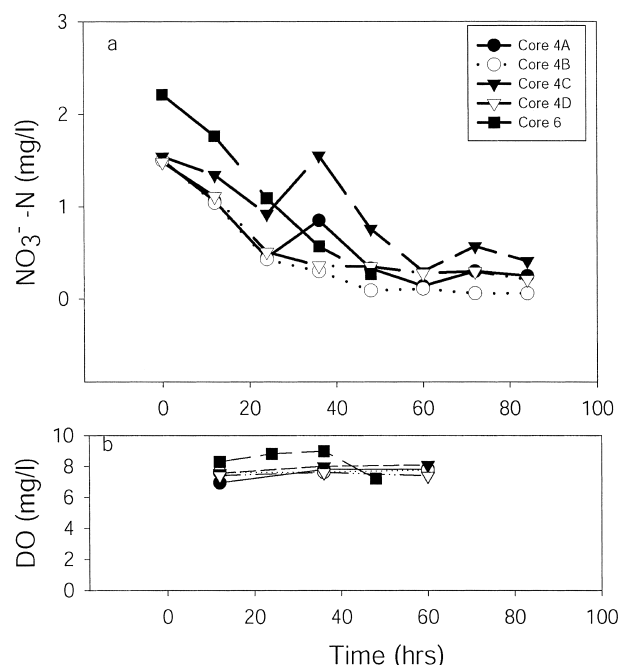 a
3
2
1
0
NO3- -N (mg/l)
Core 4A
Core 4B
Core 4C
Core 4D
Core 6
0 20 40 60 80 100
b
10
8
6
4
2
0
DO (mg/l)
0 20 40 60 80 100
Time (hrs)